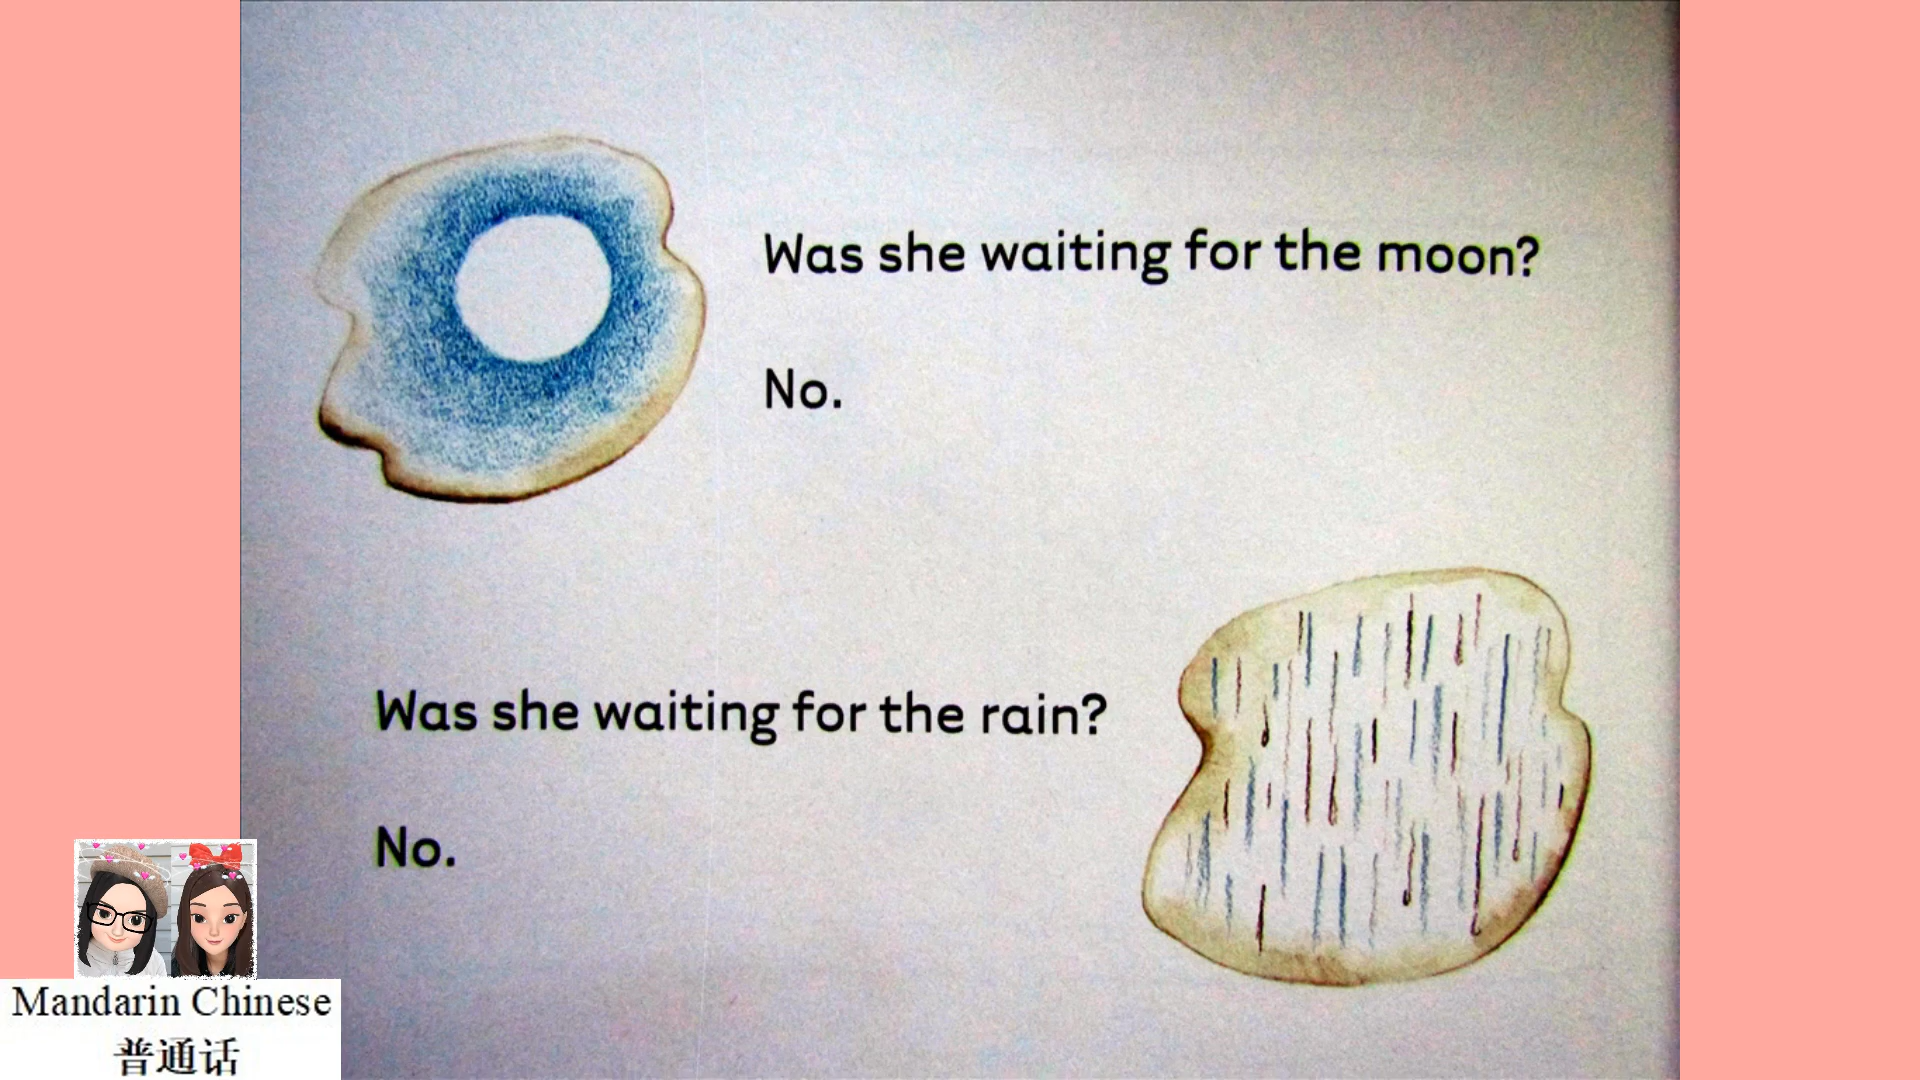 Was she waiting for the moon?
No.
Was she waiting for the rain?
No.
Mandarin Chinese
普通话